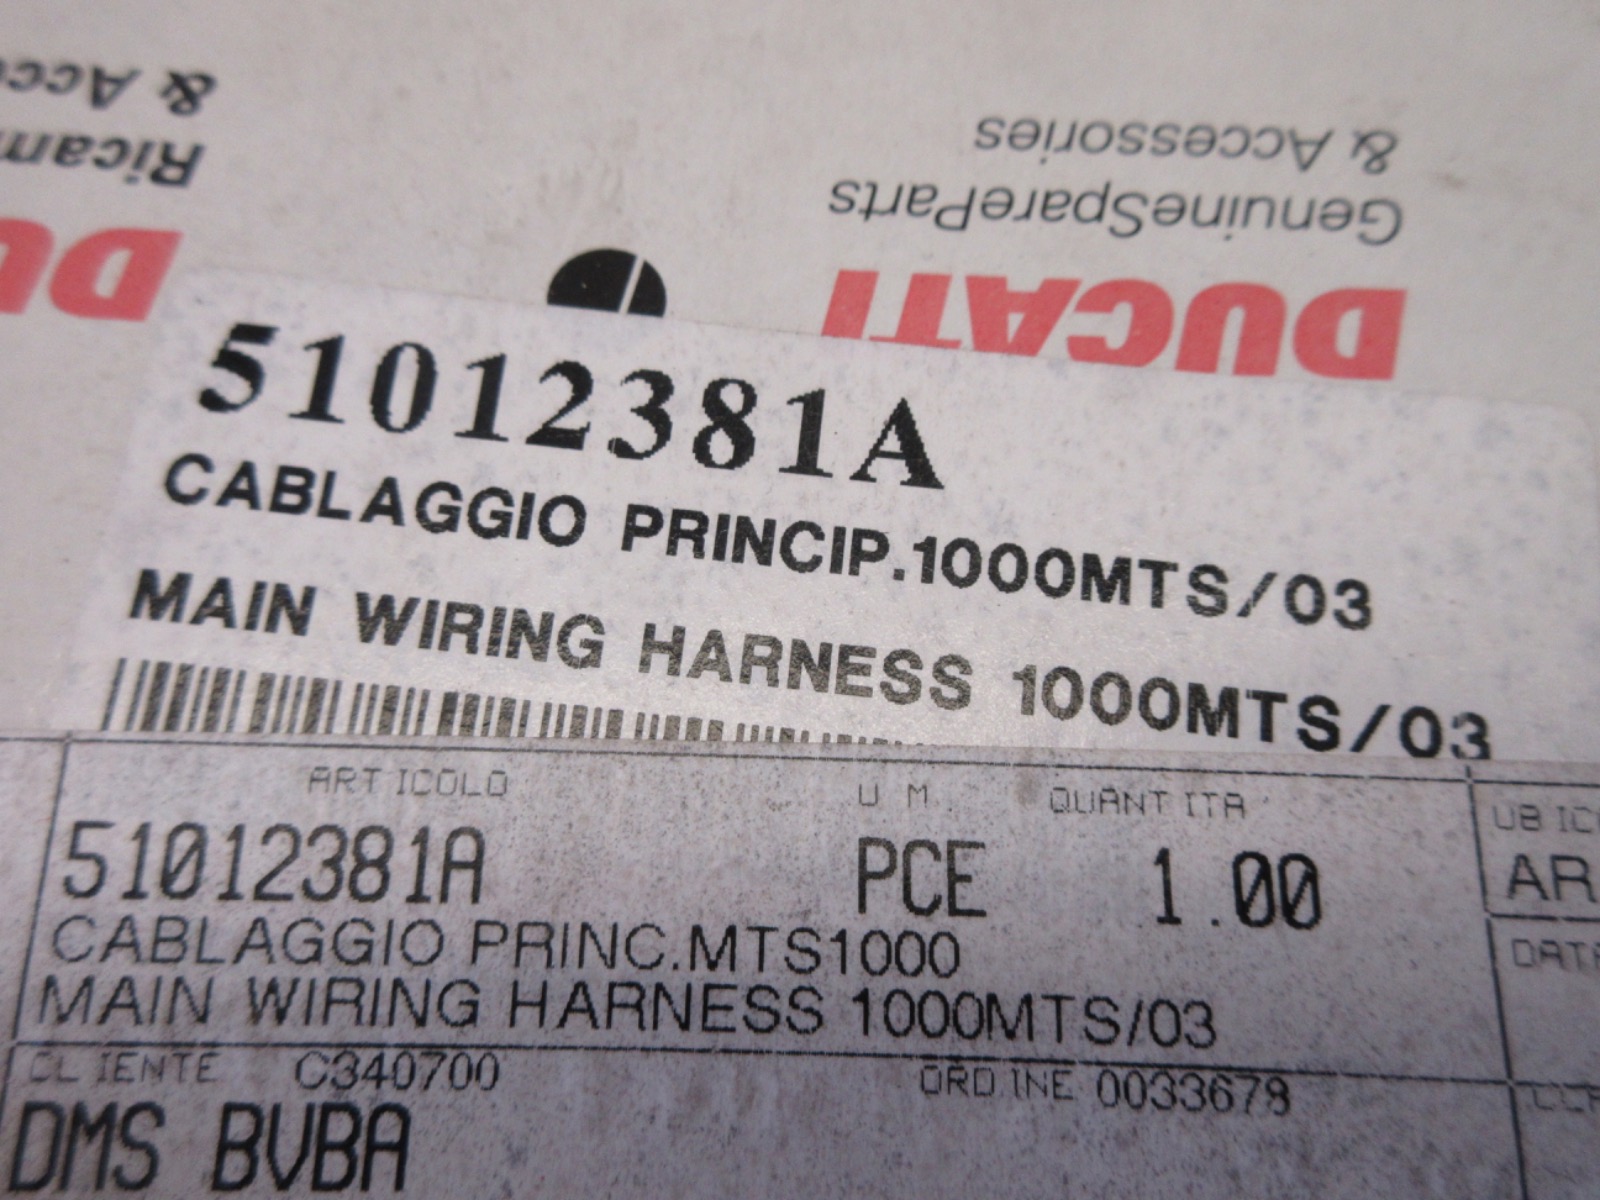 DUCATI
GenuineSpareParts
& Accessories
51012381A
CABLAGGIO PRINCIP.1000MTS/03
MAIN WIRING HARNESS 1000MTS/03
ARTICOLO U M. QUANTITA
51012381A PCE 1.00
CABLAGGIO PRINC.MTS1000
MAIN WIRING HARNESS 1000MTS/03
CLIENTE C340700 ORDINE 0033678
DMS BVBA
AR